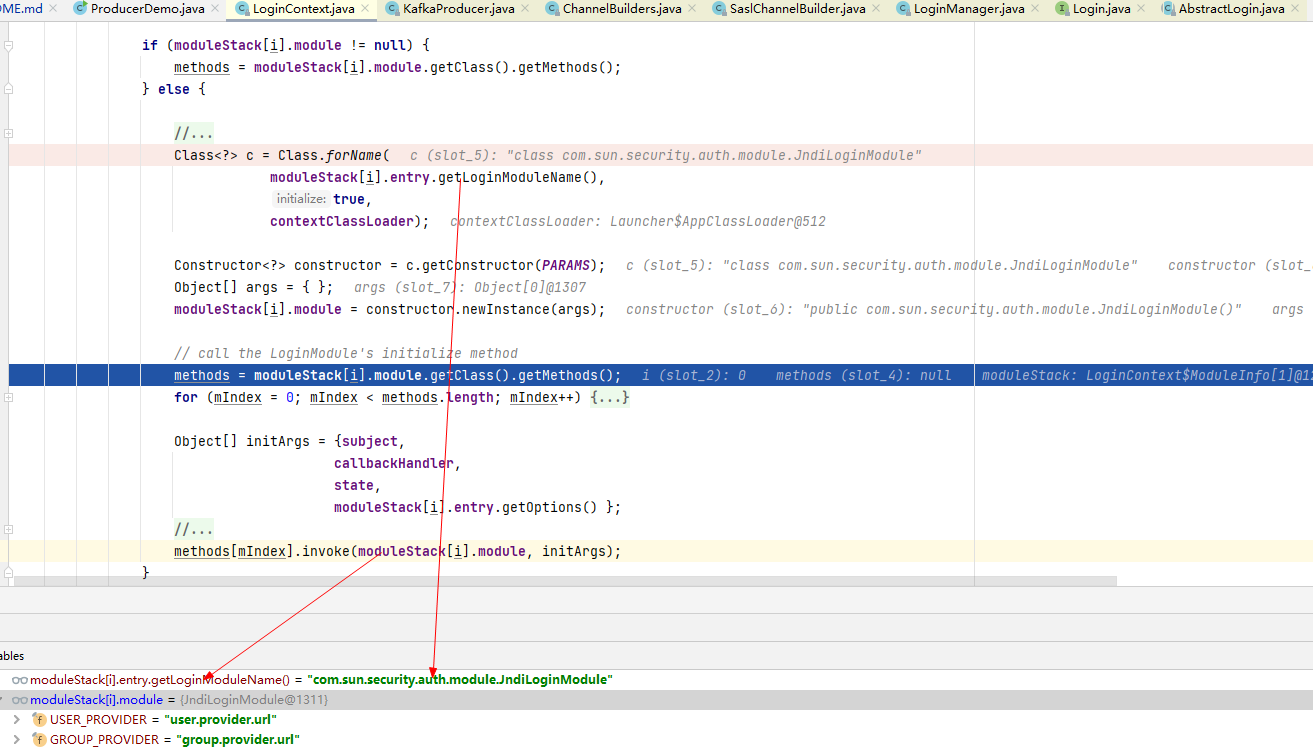 OME.md ProducerDemo.java LoginContext.java KafkaProducer.java ChannelBuilders.java SaslChannelBuilder.java LoginManager.java Login.java AbstractLogin.java
if (moduleStack[i].module != null) {
methods = moduleStack[i].module.getClass().getMethods();
} else {
//...
Class<?> c = Class.forName( c (slot_5): "class com.sun.security.auth.module.JndiLoginModule"
moduleStack[i].entry.getLoginModuleName(),
initialize: true,
contextClassLoader); contextClassLoader: Launcher$AppClassLoader@512
Constructor<?> constructor = c.getConstructor(PARAMS); c (slot_5): "class com.sun.security.auth.module.JndiLoginModule" constructor (slot_
Object[] args = { }; args (slot_7): Object[0]@1307
moduleStack[i].module = constructor.newInstance(args); constructor (slot_6): "public com.sun.security.auth.module.JndiLoginModule()" args
// call the LoginModule's initialize method
methods = moduleStack[i].module.getClass().getMethods(); i (slot_2): 0 methods (slot_4): null moduleStack: LoginContext$ModuleInfo[1]@12
for (mIndex = 0; mIndex < methods.length; mIndex++) {...}
Object[] initArgs = {subject,
callbackHandler,
state,
moduleStack[i].entry.getOptions() };
//...
methods[mIndex].invoke(moduleStack[i].module, initArgs);
}
ables
moduleStack[i].entry.getLoginModuleName() = "com.sun.security.auth.module.JndiLoginModule"
moduleStack[i].module = {JndiLoginModule@1311}
f USER_PROVIDER = "user.provider.url"
f GROUP_PROVIDER = "group.provider.url"